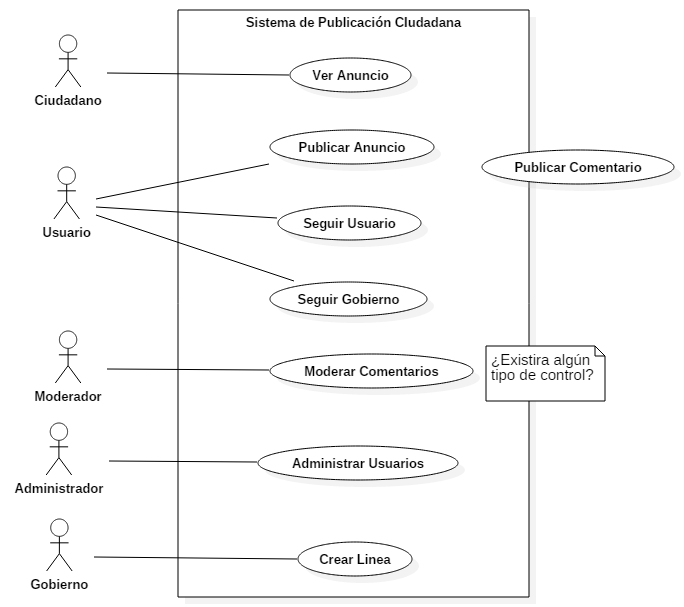 Sistema de Publicación CIudadana
Ver Anuncio
Ciudadano
Publicar Anuncio
Publicar Comentario
Seguir Usuario
Usuario
Seguir Gobierno
¿Existira algún
tipo de control?
Moderar Comentarios
Moderador
Administrar Usuarios
Administrador
Crear Linea
Gobierno